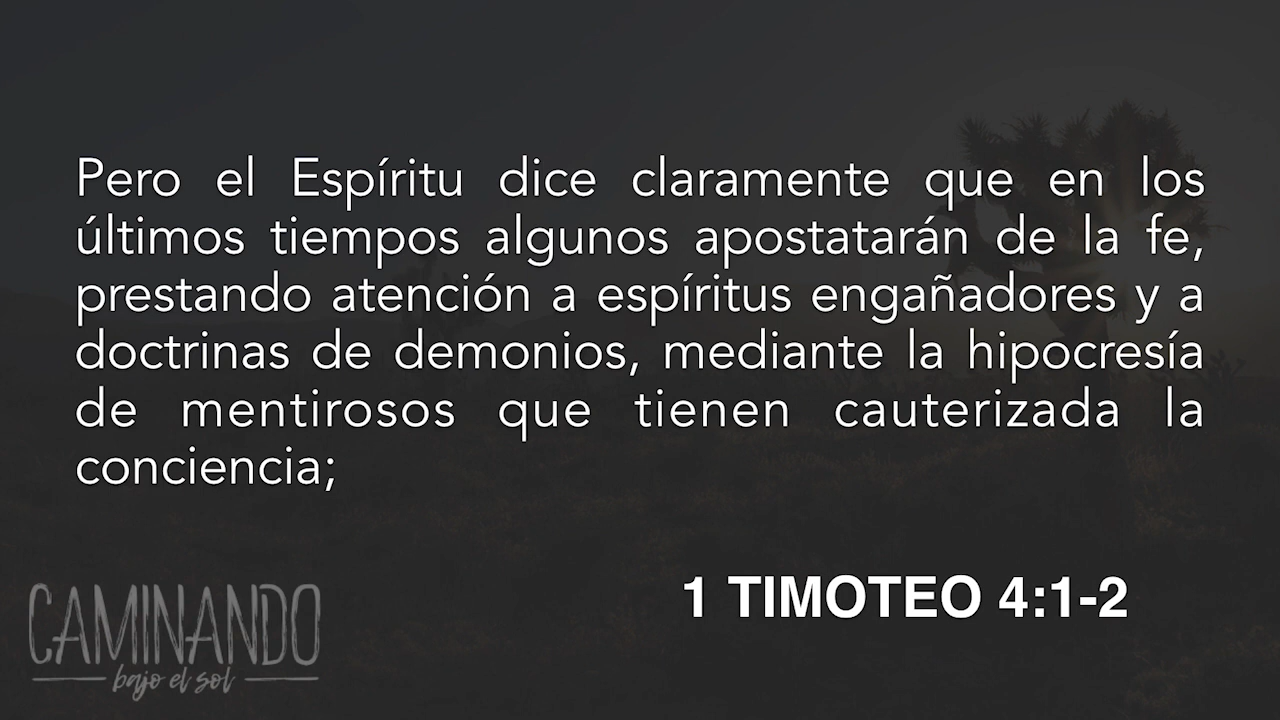 Pero el Espíritu dice claramente que en los
últimos tiempos algunos apostatarán de la fe,
prestando atención a espíritus engañadores y a
doctrinas de demonios, mediante la hipocresía
de mentirosos que tienen cauterizada la
conciencia;
1 TIMOTEO 4:1-2
CAMINANDO
bajo el sol